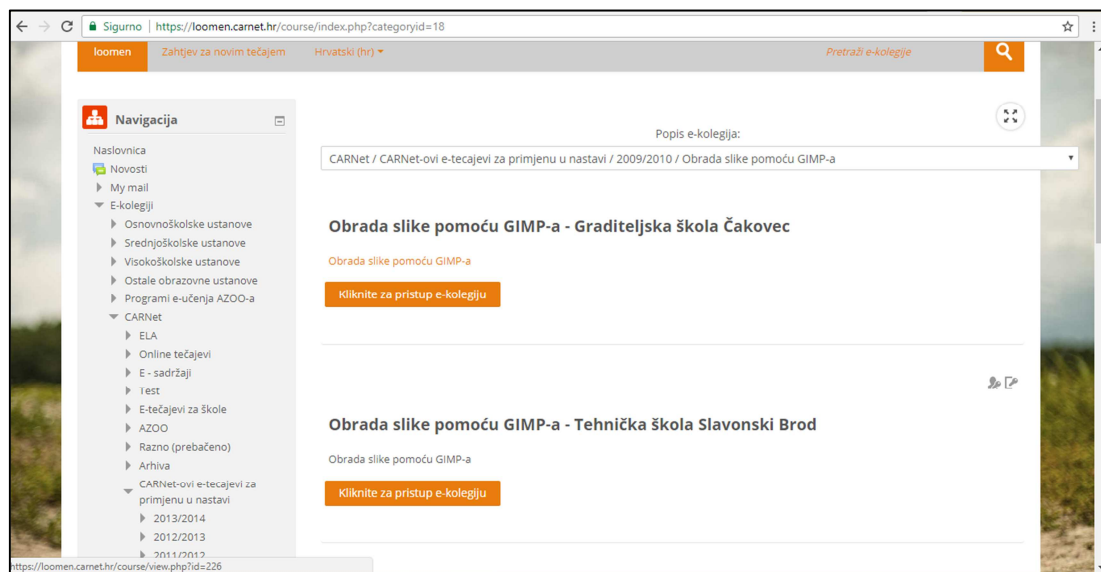 Sigurno https://loomen.carnet.hr/course/index.php?categoryid=18
loomen Zahtjev za novim tečajem Hrvatski (hr) Pretraži e-kolegije
Navigacija
Naslovnica
Novosti
My mail
E-kolegiji
Osnovnoškolske ustanove
Srednjoškolske ustanove
Visokoškolske ustanove
Ostale obrazovne ustanove
Programi e-učenja AZOO-a
CARNet
ELA
Online tečajevi
E - sadržaji
Test
E-tečajevi za škole
AZOO
Razno (prebačeno)
Arhiva
CARNet-ovi e-tecajevi za
primjenu u nastavi
2013/2014
2012/2013
2011/2012
Popis e-kolegija:
CARNet / CARNet-ovi e-tecajevi za primjenu u nastavi / 2009/2010 / Obrada slike pomoću GIMP-a
Obrada slike pomoću GIMP-a - Graditeljska škola Čakovec
Obrada slike pomoću GIMP-a
Kliknite za pristup e-kolegiju
Obrada slike pomoću GIMP-a - Tehnička škola Slavonski Brod
Obrada slike pomoću GIMP-a
Kliknite za pristup e-kolegiju
https://loomen.carnet.hr/course/view.php?id=226